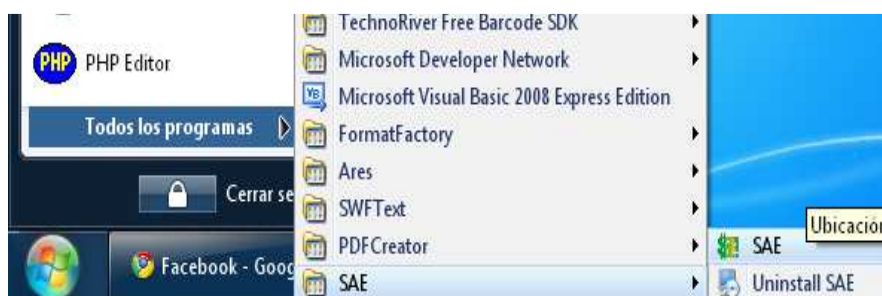 TechnoRiver Free Barcode SDK
PHP
PHP Editor
Microsoft Developer Network
Microsoft Visual Basic 2008 Express Edition
Todos los programas
FormatFactory
Ares
Cerrar se
SWFText
Ubicación
PDFCreator
SAE
Facebook - Goog
SAE
Uninstall SAE